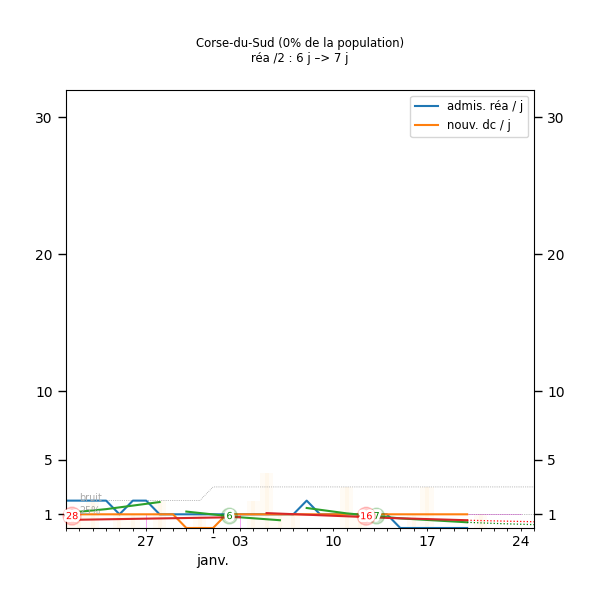 Corse-du-Sud (0% de la population)
réa /2 : 6 j –> 7 j
admis. réa / j
nouv. dc / j
30 30
20 20
10 10
5 5
bruit
25%
28 6 16 7
1 1
27 - 03 10 17 24
janv.